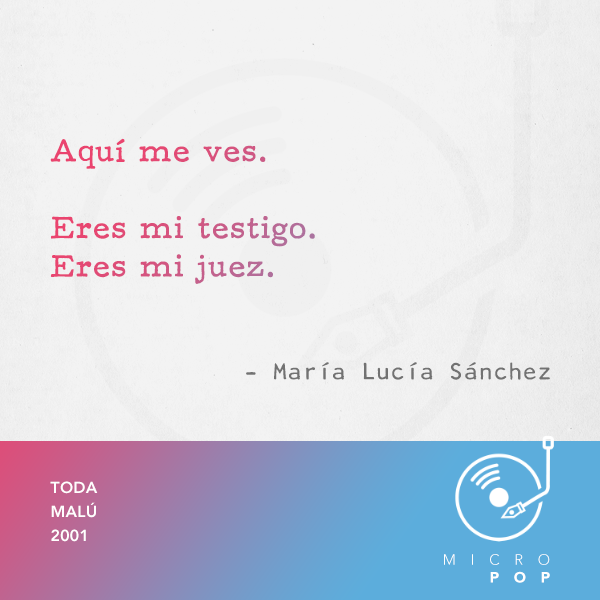 Aquí me ves.
Eres mi testigo.
Eres mi juez.
– María Lucía Sánchez
TODA
MALÚ
2001
MICRO
POP